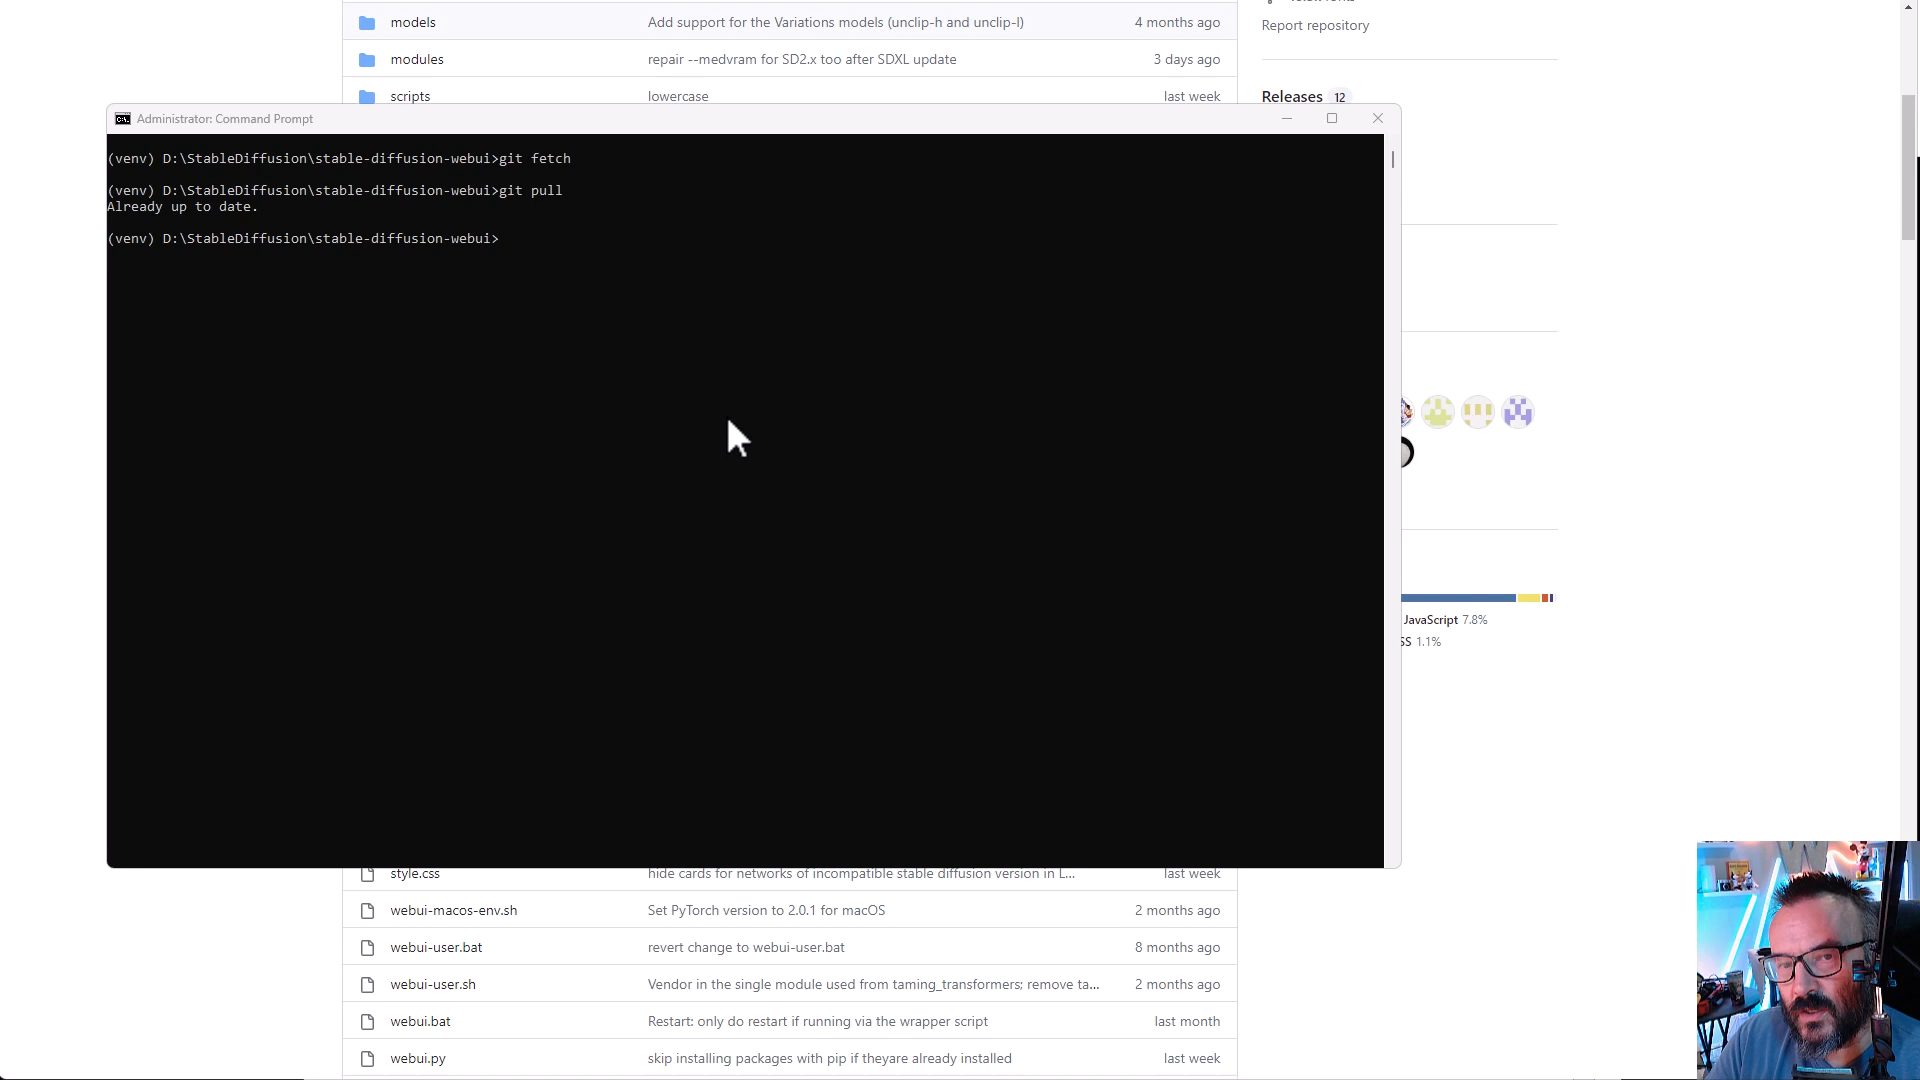 models Add support for the Variations models (unclip-h and unclip-l) 4 months ago
Report repository
modules repair --medvram for SD2.x too after SDXL update 3 days ago
scripts lowercase last week
Releases 12
Administrator: Command Prompt
(venv) D:\StableDiffusion\stable-diffusion-webui>git fetch
(venv) D:\StableDiffusion\stable-diffusion-webui>git pull
Already up to date.
(venv) D:\StableDiffusion\stable-diffusion-webui>
JavaScript 7.8%
SS 1.1%
style.css hide cards for networks of incompatible stable diffusion version in L... last week
webui-macos-env.sh Set PyTorch version to 2.0.1 for macOS 2 months ago
webui-user.bat revert change to webui-user.bat 8 months ago
webui-user.sh Vendor in the single module used from taming_transformers; remove ta... 2 months ago
webui.bat Restart: only do restart if running via the wrapper script last month
webui.py skip installing packages with pip if theyare already installed last week